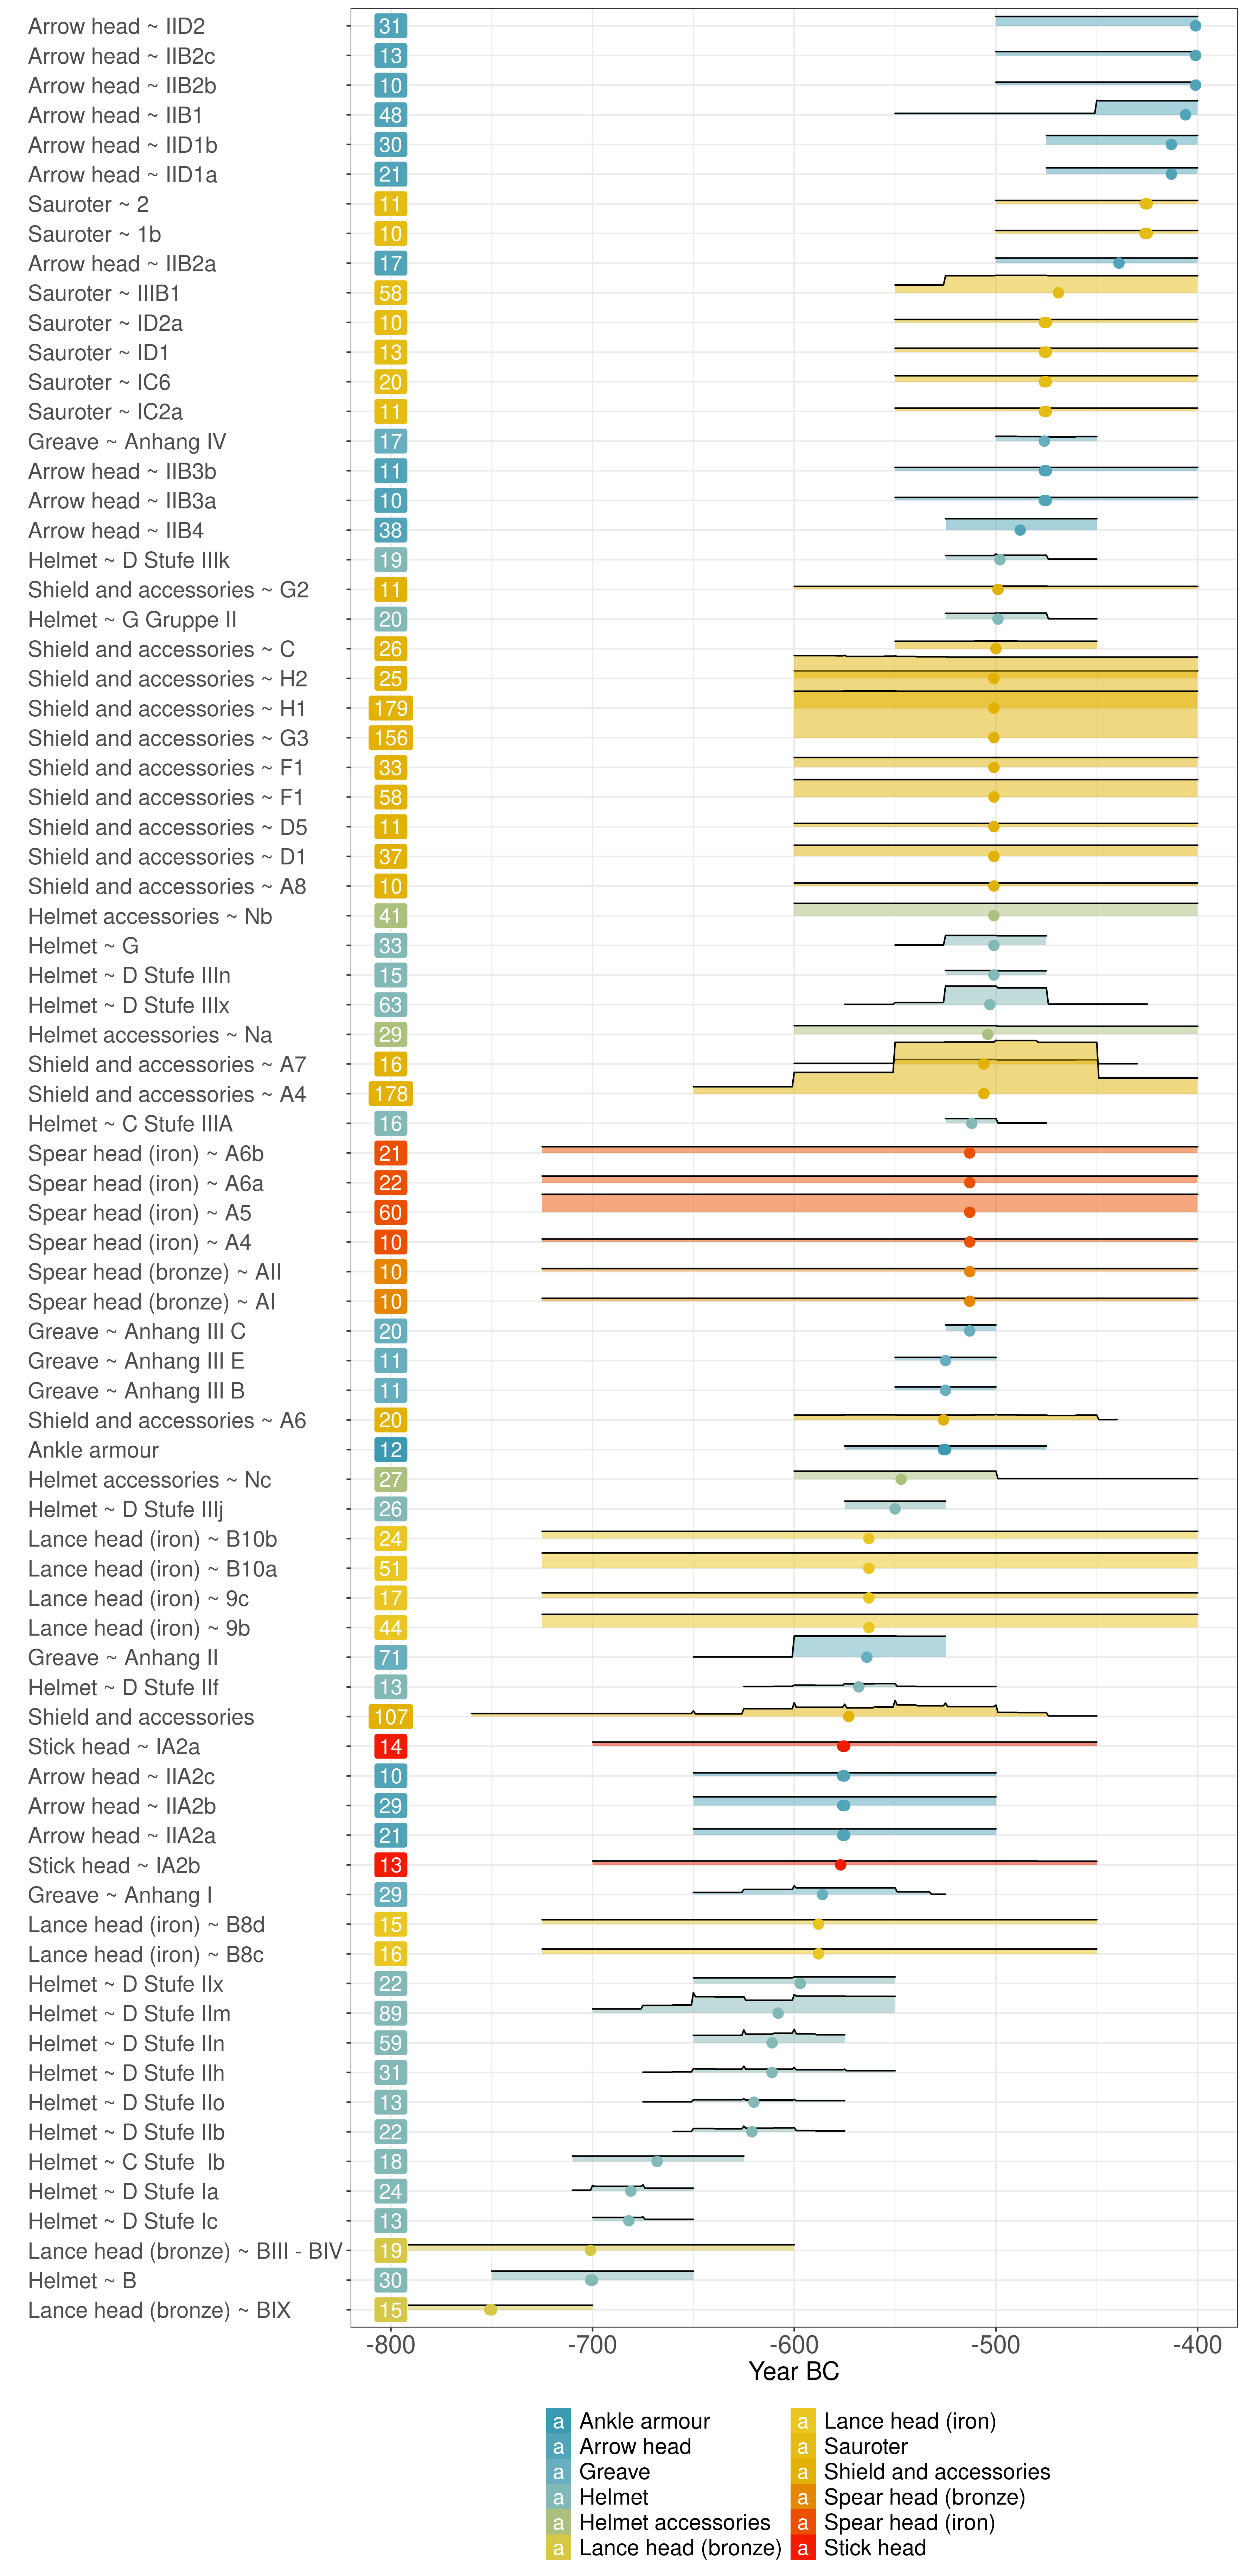 Arrow head ~ IID2 31
Arrow head ~ IIB2c 13
Arrow head ~ IIB2b 10
Arrow head ~ IIB1 48
Arrow head ~ IID1b 30
Arrow head ~ IID1a 21
Sauroter ~ 2 11
Sauroter ~ 1b 10
Arrow head ~ IIB2a 17
Sauroter ~ IIIB1 58
Sauroter ~ ID2a 10
Sauroter ~ ID1 13
Sauroter ~ IC6 20
Sauroter ~ IC2a 11
Greave ~ Anhang IV 17
Arrow head ~ IIB3b 11
Arrow head ~ IIB3a 10
Arrow head ~ IIB4 38
Helmet ~ D Stufe IIIk 19
Shield and accessories ~ G2 11
Helmet ~ G Gruppe II 20
Shield and accessories ~ C 26
Shield and accessories ~ H2 25
Shield and accessories ~ H1 179
Shield and accessories ~ G3 156
Shield and accessories ~ F1 33
Shield and accessories ~ F1 58
Shield and accessories ~ D5 11
Shield and accessories ~ D1 37
Shield and accessories ~ A8 10
Helmet accessories ~ Nb 41
Helmet ~ G 33
Helmet ~ D Stufe IIIn 15
Helmet ~ D Stufe IIIx 63
Helmet accessories ~ Na 29
Shield and accessories ~ A7 16
Shield and accessories ~ A4 178
Helmet ~ C Stufe IIIA 16
Spear head (iron) ~ A6b 21
Spear head (iron) ~ A6a 22
Spear head (iron) ~ A5 60
Spear head (iron) ~ A4 10
Spear head (bronze) ~ AII 10
Spear head (bronze) ~ AI 10
Greave ~ Anhang III C 20
Greave ~ Anhang III E 11
Greave ~ Anhang III B 11
Shield and accessories ~ A6 20
Ankle armour 12
Helmet accessories ~ Nc 27
Helmet ~ D Stufe IIIj 26
Lance head (iron) ~ B10b 24
Lance head (iron) ~ B10a 51
Lance head (iron) ~ 9c 17
Lance head (iron) ~ 9b 44
Greave ~ Anhang II 71
Helmet ~ D Stufe IIf 13
Shield and accessories 107
Stick head ~ IA2a 14
Arrow head ~ IIA2c 10
Arrow head ~ IIA2b 29
Arrow head ~ IIA2a 21
Stick head ~ IA2b 13
Greave ~ Anhang I 29
Lance head (iron) ~ B8d 15
Lance head (iron) ~ B8c 16
Helmet ~ D Stufe IIx 22
Helmet ~ D Stufe IIm 89
Helmet ~ D Stufe IIn 59
Helmet ~ D Stufe IIh 31
Helmet ~ D Stufe IIo 13
Helmet ~ D Stufe IIb 22
Helmet ~ C Stufe  Ib 18
Helmet ~ D Stufe Ia 24
Helmet ~ D Stufe Ic 13
Lance head (bronze) ~ BIII - BIV 19
Helmet ~ B 30
Lance head (bronze) ~ BIX 15
-800 -700 -600 -500 -400
Year BC
a Ankle armour
a Arrow head
a Greave
a Helmet
a Helmet accessories
a Lance head (bronze)
a Lance head (iron)
a Sauroter
a Shield and accessories
a Spear head (bronze)
a Spear head (iron)
a Stick head